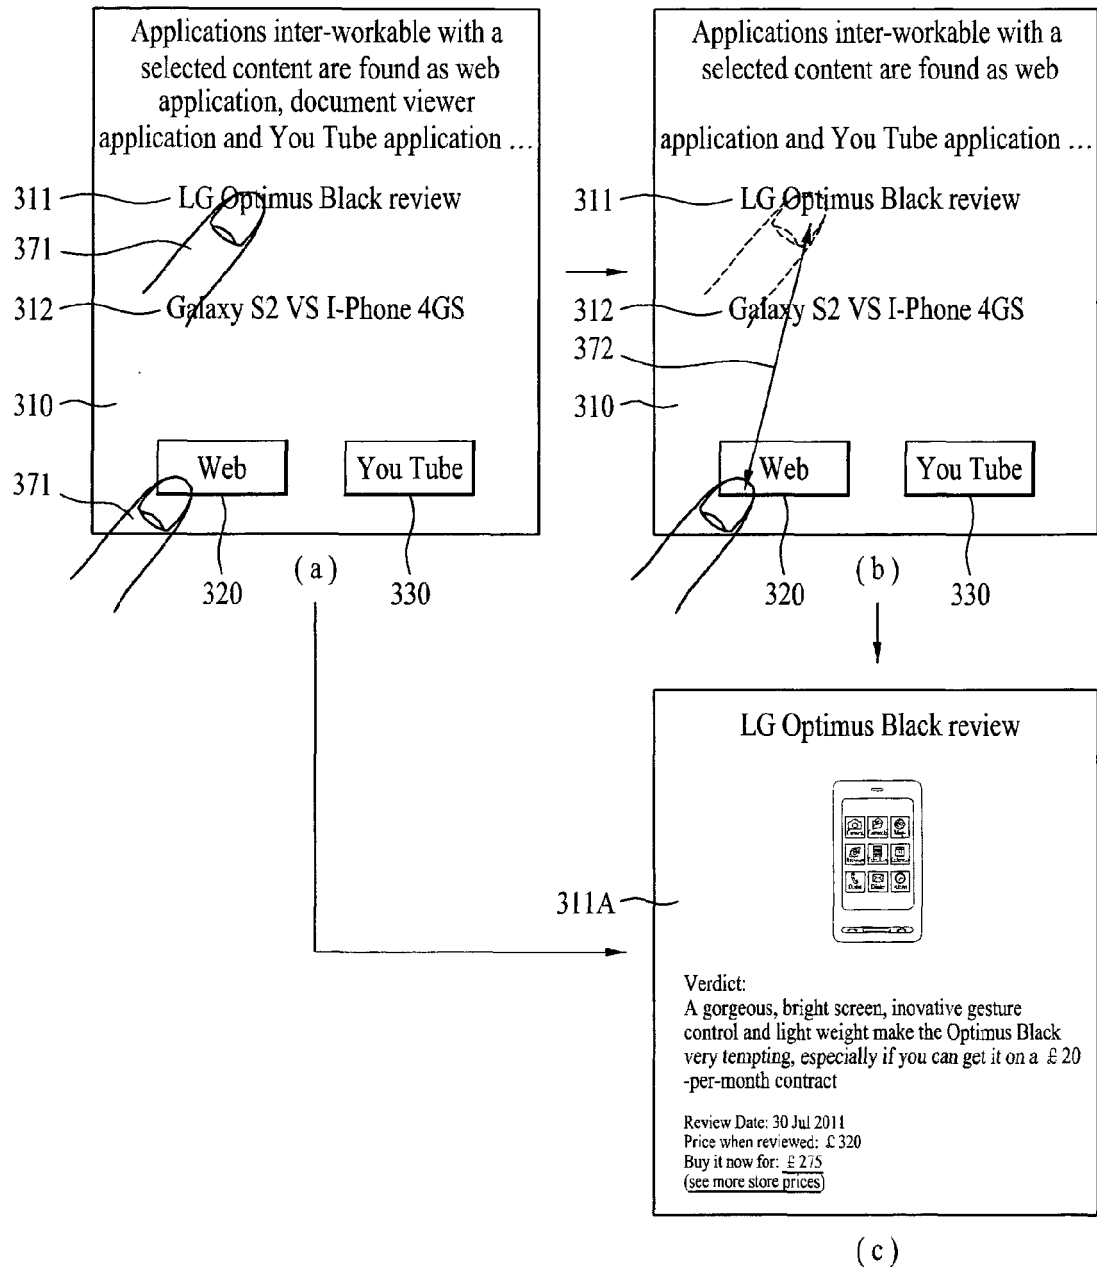 Applications inter-workable with a
selected content are found as web
application, document viewer
application and You Tube application ...
311
LG Optimus Black review
371
312
Galaxy S2 VS I-Phone 4GS
310
371
Web
You Tube
320
330
(a)
Applications inter-workable with a
selected content are found as web
application and You Tube application ...
311
LG Optimus Black review
312
Galaxy S2 VS I-Phone 4GS
372
310
Web
You Tube
320
330
(b)
LG Optimus Black review
311A
Verdict:
A gorgeous, bright screen, inovative gesture
control and light weight make the Optimus Black
very tempting, especially if you can get it on a £20
-per-month contract
Review Date: 30 Jul 2011
Price when reviewed: £320
Buy it now for: £275
(see more store prices)
(c)